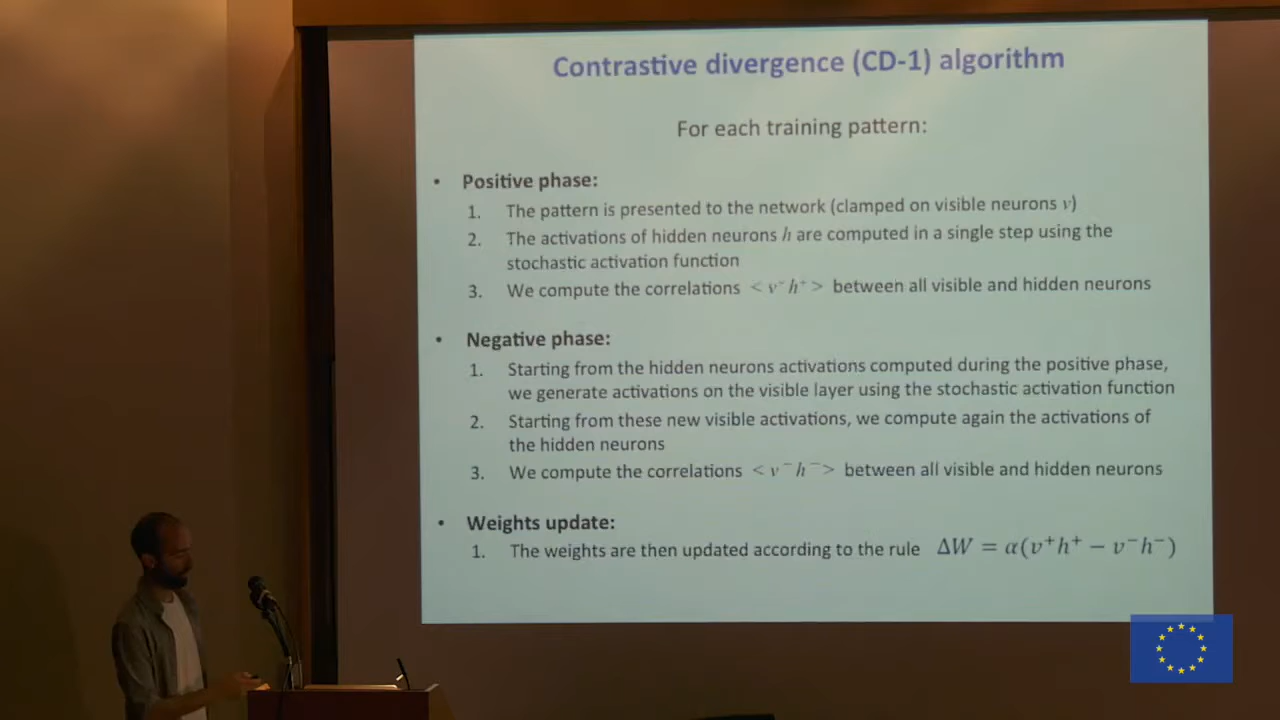 Contrastive divergence (CD-1) algorithm
For each training pattern:
• Positive phase:
1. The pattern is presented to the network (clamped on visible neurons v)
2. The activations of hidden neurons h are computed in a single step using the
stochastic activation function
3. We compute the correlations < v⁻ h⁺ > between all visible and hidden neurons
• Negative phase:
1. Starting from the hidden neurons activations computed during the positive phase,
we generate activations on the visible layer using the stochastic activation function
2. Starting from these new visible activations, we compute again the activations of
the hidden neurons
3. We compute the correlations < v⁻ h⁻ > between all visible and hidden neurons
• Weights update:
1. The weights are then updated according to the rule ΔW = α(v⁺h⁺ − v⁻h⁻)